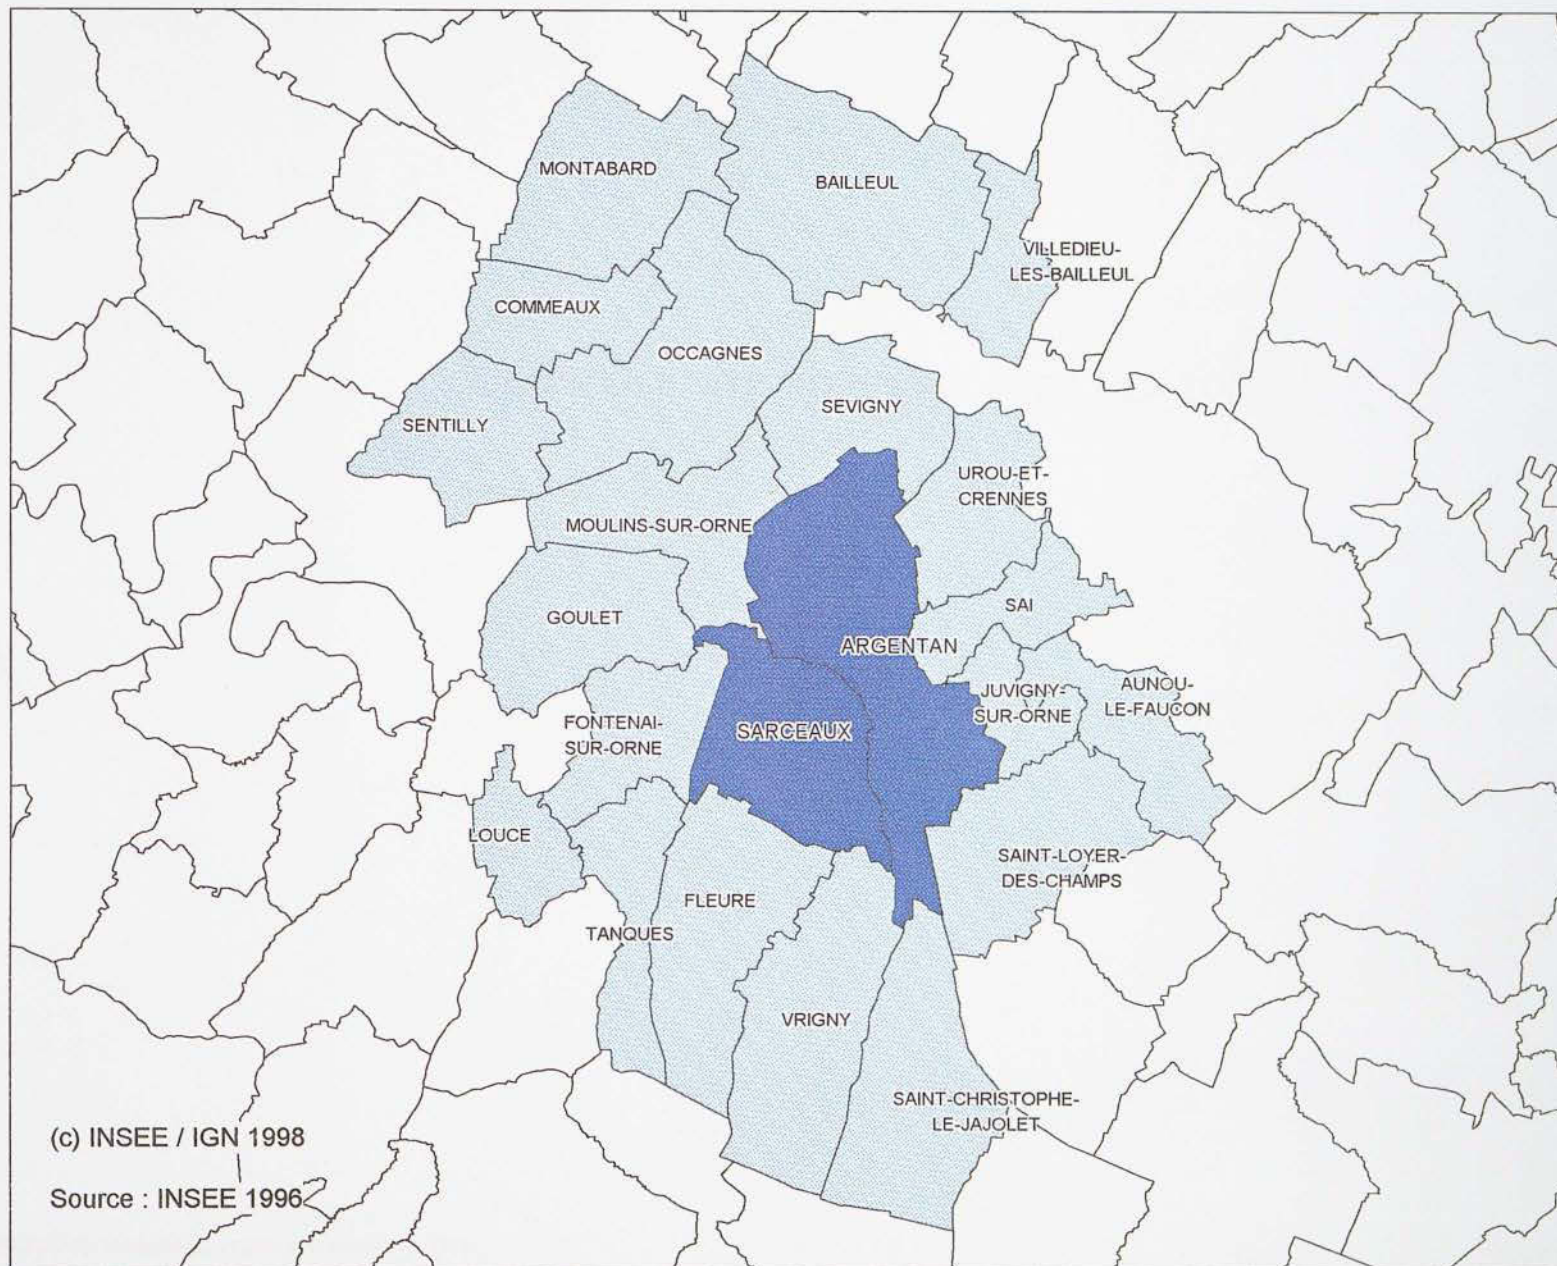 MONTABARD
BAILLEUL
VILLEDIEU-
LES-BAILLEUL
COMMEAUX
OCCAGNES
SEVIGNY
SENTILLY
UROU-ET-
CRENNES
MOULINS-SUR-ORNE
GOULET
SAI
ARGENTAN
JUVIGNY-
SUR-ORNE
AUNOU-
LE-FAUCON
FONTENAI-
SUR-ORNE
SARCEAUX
LOUCE
SAINT-LOYER-
DES-CHAMPS
FLEURE
TANQUES
VRIGNY
SAINT-CHRISTOPHE-
LE-JAJOLET
(c) INSEE / IGN 1998
Source : INSEE 1996